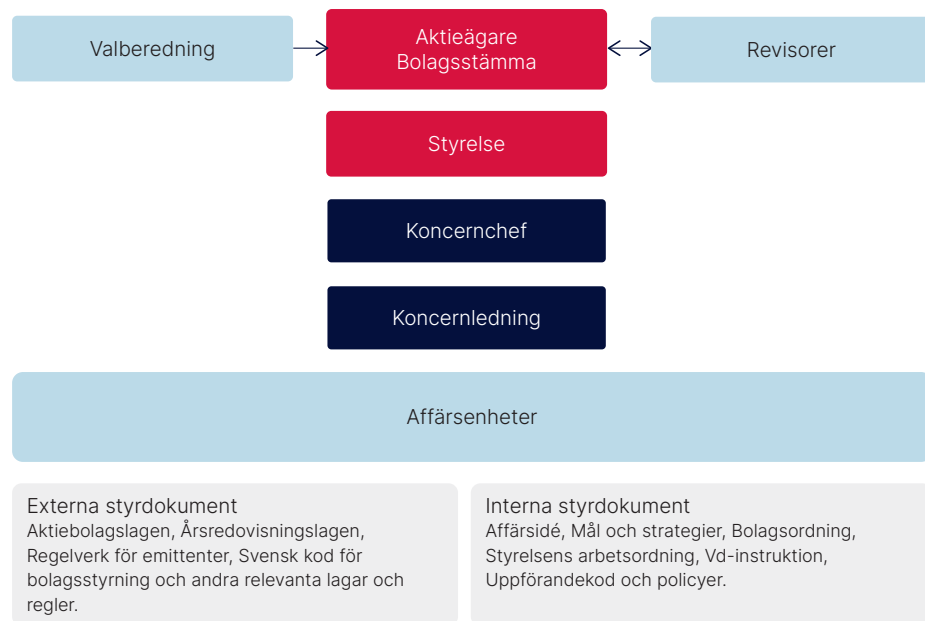 Valberedning
Aktieägare
Bolagsstämma
Revisorer
Styrelse
Koncernchef
Koncernledning
Affärsenheter
Externa styrdokument
Aktiebolagslagen, Årsredovisningslagen,
Regelverk för emittenter, Svensk kod för
bolagsstyrning och andra relevanta lagar och
regler.
Interna styrdokument
Affärsidé, Mål och strategier, Bolagsordning,
Styrelsens arbetsordning, Vd-instruktion,
Uppförandekod och policyer.